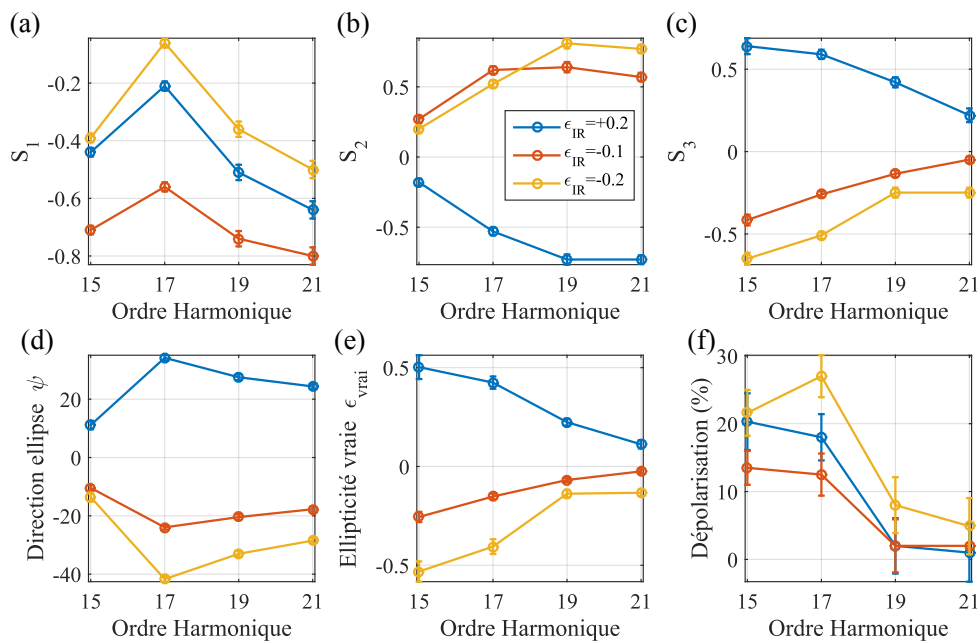 (a)
S1
-0.2
-0.4
-0.6
-0.8
15 17 19 21
Ordre Harmonique
(b)
S2
0.5
0
-0.5
ϵIR=+0.2
ϵIR=-0.1
ϵIR=-0.2
15 17 19 21
Ordre Harmonique
(c)
S3
0.5
0
-0.5
15 17 19 21
Ordre Harmonique
(d)
Direction ellipse ψ
20
0
-20
-40
15 17 19 21
Ordre Harmonique
(e)
Ellipticité vraie ϵvrai
0.5
0
-0.5
15 17 19 21
Ordre Harmonique
(f)
Dépolarisation (%)
30
20
10
0
15 17 19 21
Ordre Harmonique